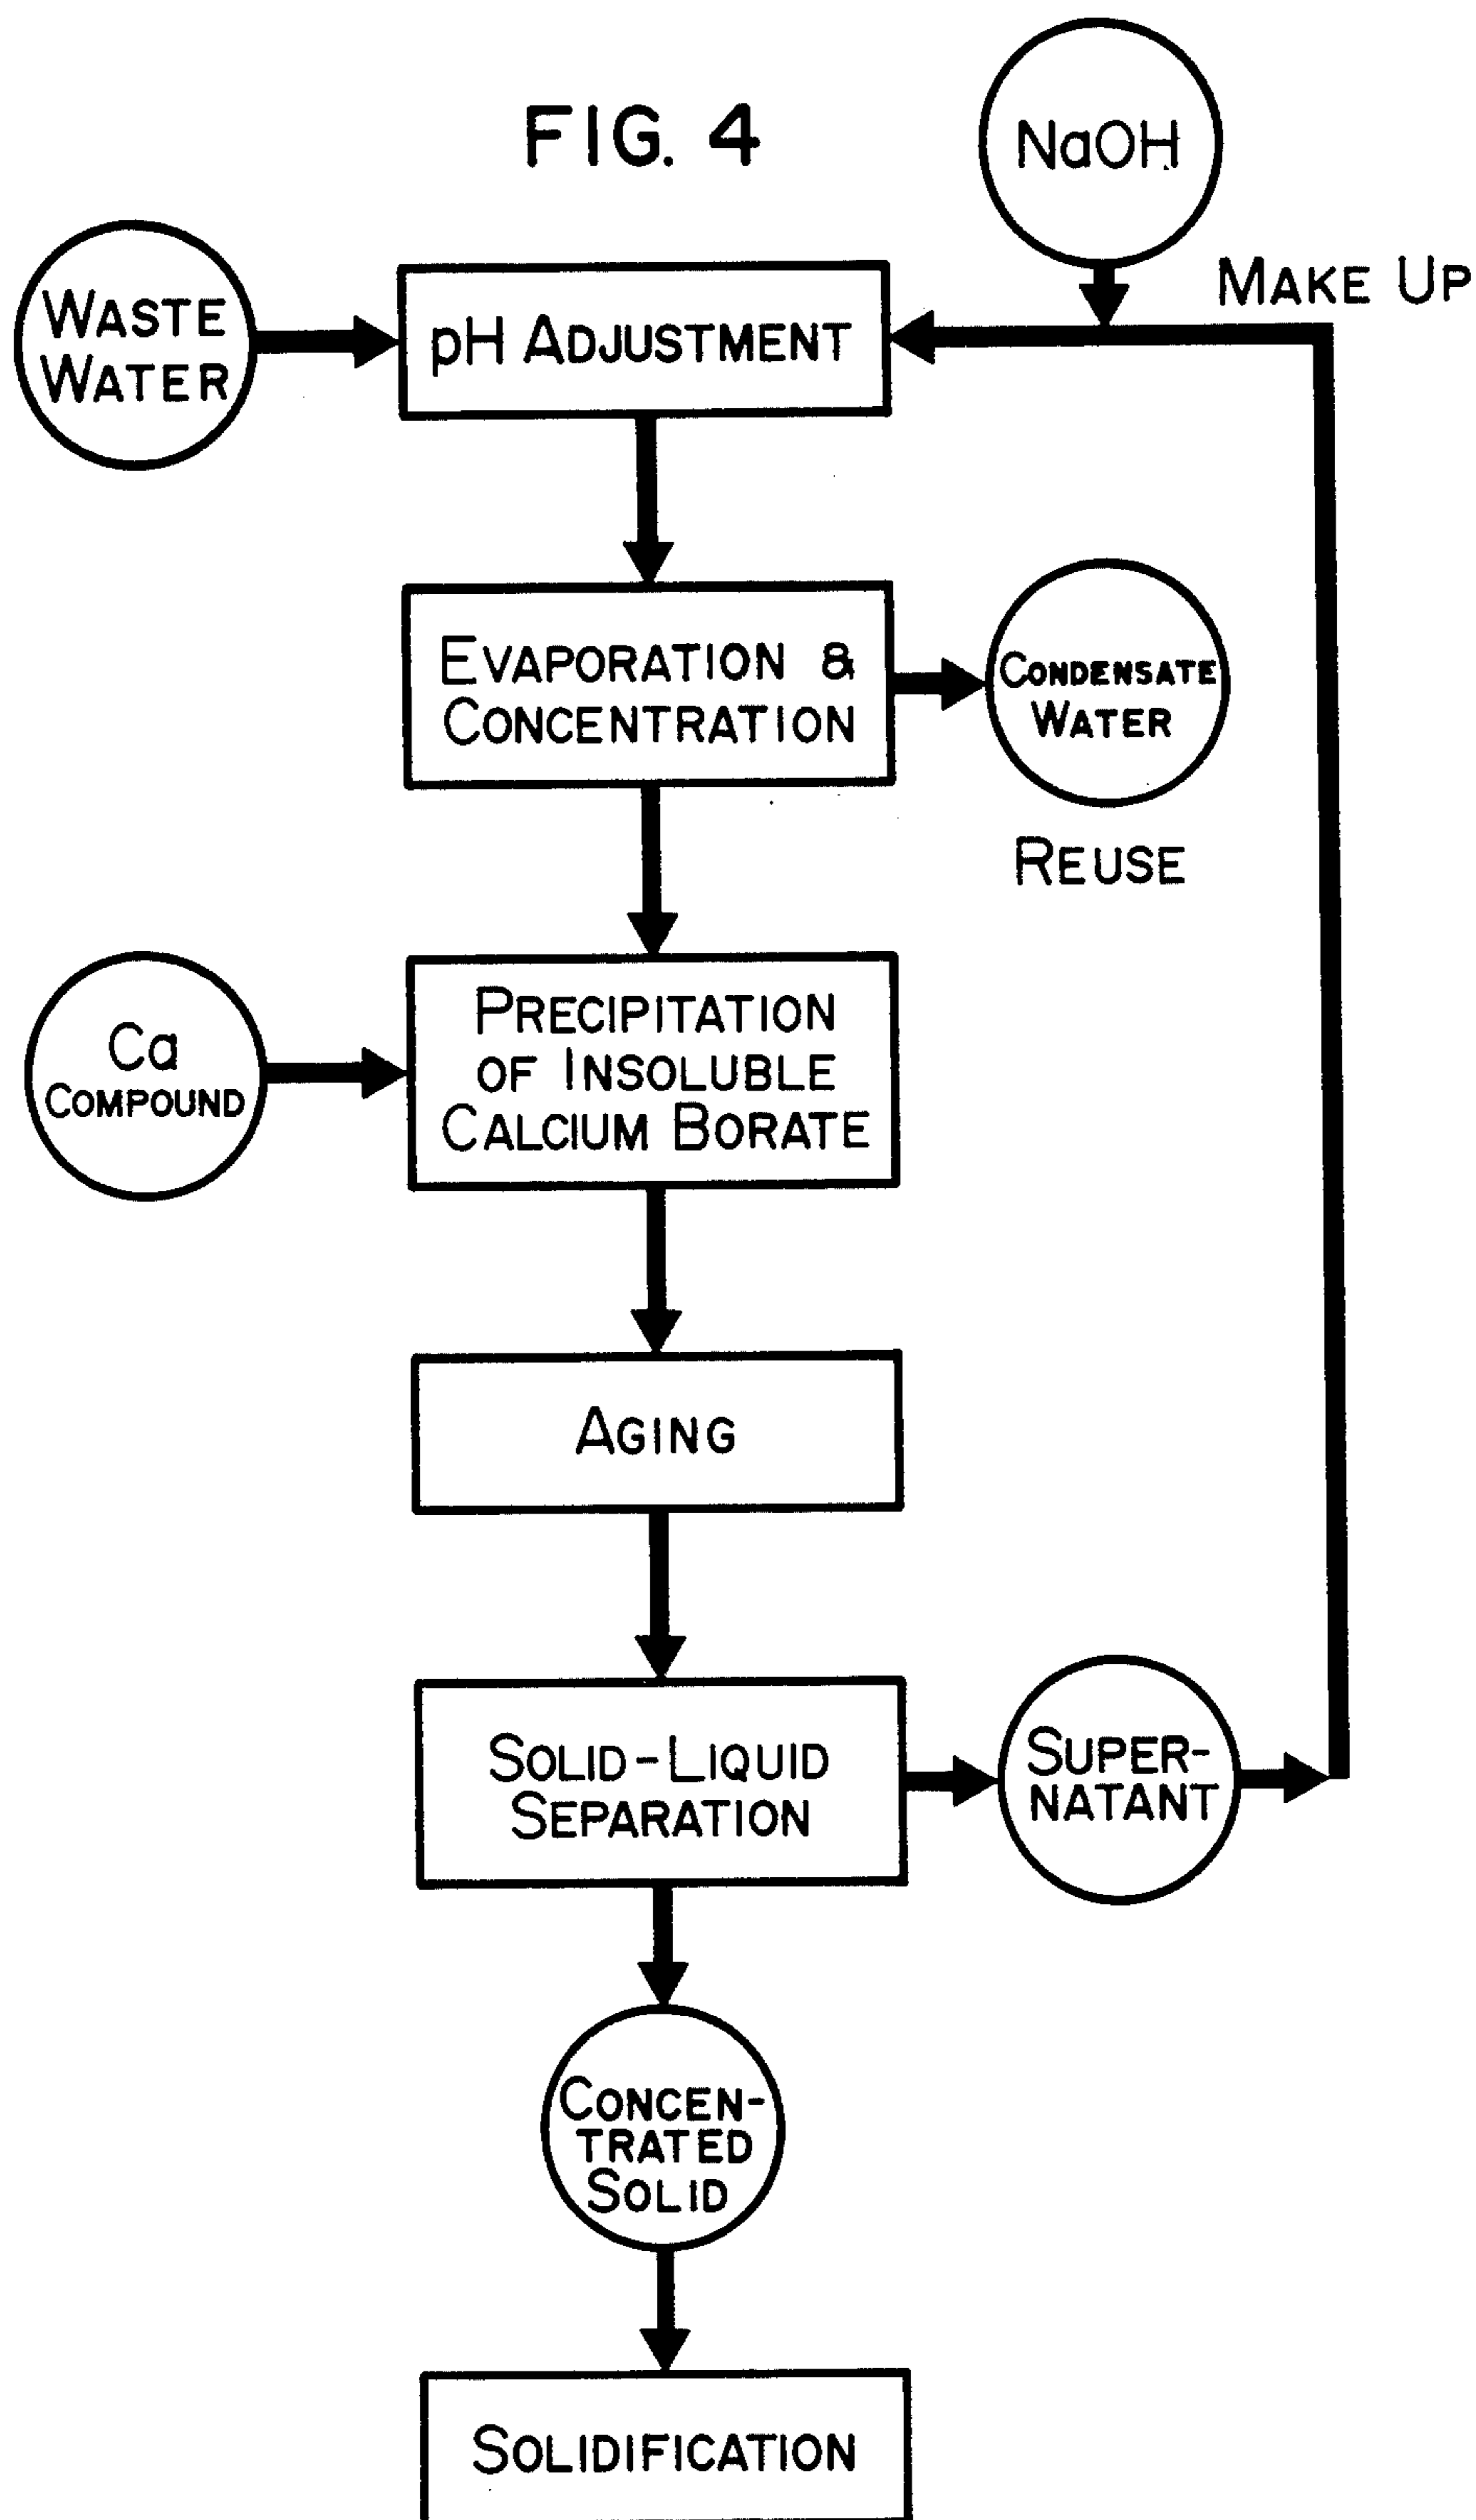 FIG. 4
NaOH
MAKE UP
WASTE
WATER
pH ADJUSTMENT
EVAPORATION &
CONCENTRATION
CONDENSATE
WATER
REUSE
Ca
COMPOUND
PRECIPITATION
OF INSOLUBLE
CALCIUM BORATE
AGING
SOLID-LIQUID
SEPARATION
SUPER-
NATANT
CONCEN-
TRATED
SOLID
SOLIDIFICATION